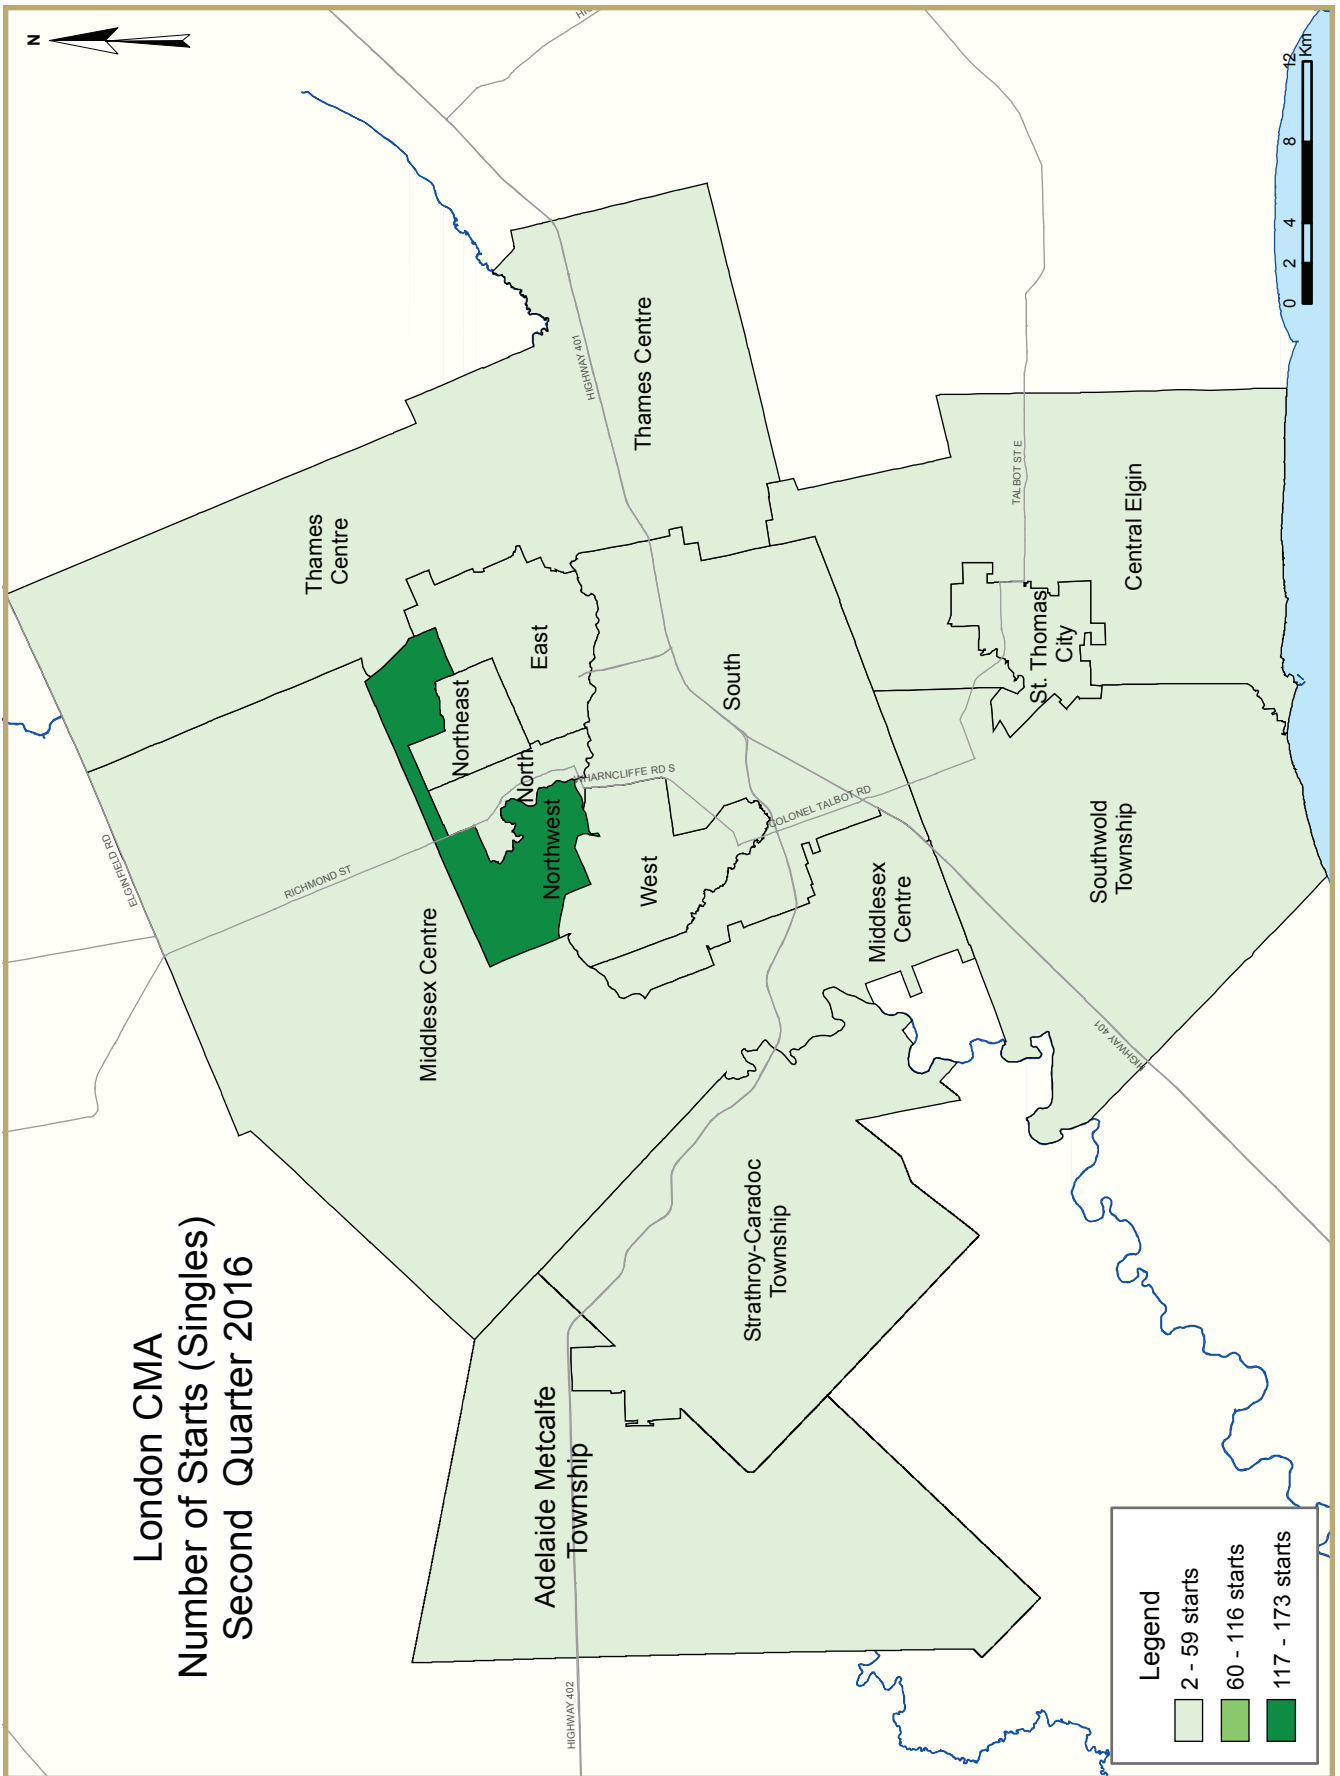 London CMA
Number of Starts (Singles)
Second Quarter 2016
N
ELGINFIELD RD
RICHMOND ST
Thames
Centre
Middlesex Centre
Northeast
North
East
Northwest
HIGHWAY 401
Thames Centre
WHARNCLIFFE RD S
West
South
Adelaide Metcalfe
Township
HIGHWAY 402
Strathroy-Caradoc
Township
COLONEL TALBOT RD
Middlesex
Centre
TALBOT ST E
St. Thomas
City
Central Elgin
Southwold
Township
HIGHWAY 401
Legend
2 - 59 starts
60 - 116 starts
117 - 173 starts
0 2 4 8 12
Km